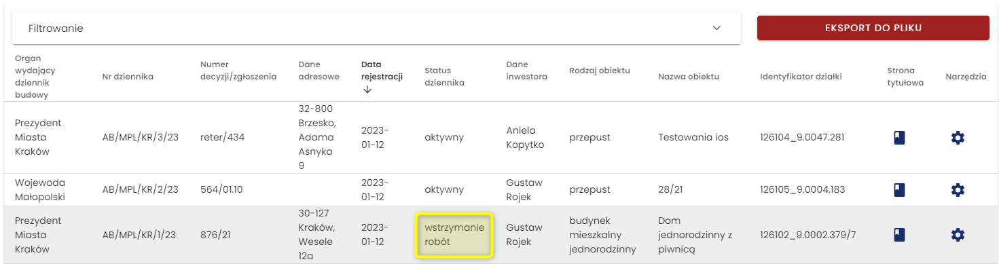 Filtrowanie
EKSPORT DO PLIKU
Organ
wydający
dziennik
budowy
Nr dziennika
Numer
decyzji/zgłoszenia
Dane
adresowe
Data
rejestracji
Status
dziennika
Dane
inwestora
Rodzaj obiektu
Nazwa obiektu
Identyfikator działki
Strona
tytułowa
Narzędzia
Prezydent
Miasta
Kraków
AB/MPL/KR/3/23
reter/434
32-800
Brzesko,
Adama
Asnyka
9
2023-
01-12
aktywny
Aniela
Kopytko
przepust
Testowania ios
126104_9.0047.281
Wojewoda
Małopolski
AB/MPL/KR/2/23
564/01.10
2023-
01-12
aktywny
Gustaw
Rojek
przepust
28/21
126105_9.0004.183
Prezydent
Miasta
Kraków
AB/MPL/KR/1/23
876/21
30-127
Kraków,
Wesele
12a
2023-
01-12
wstrzymanie
robót
Gustaw
Rojek
budynek
mieszkalny
jednorodzinny
Dom
jednorodzinny z
piwnicą
126102_9.0002.379/7